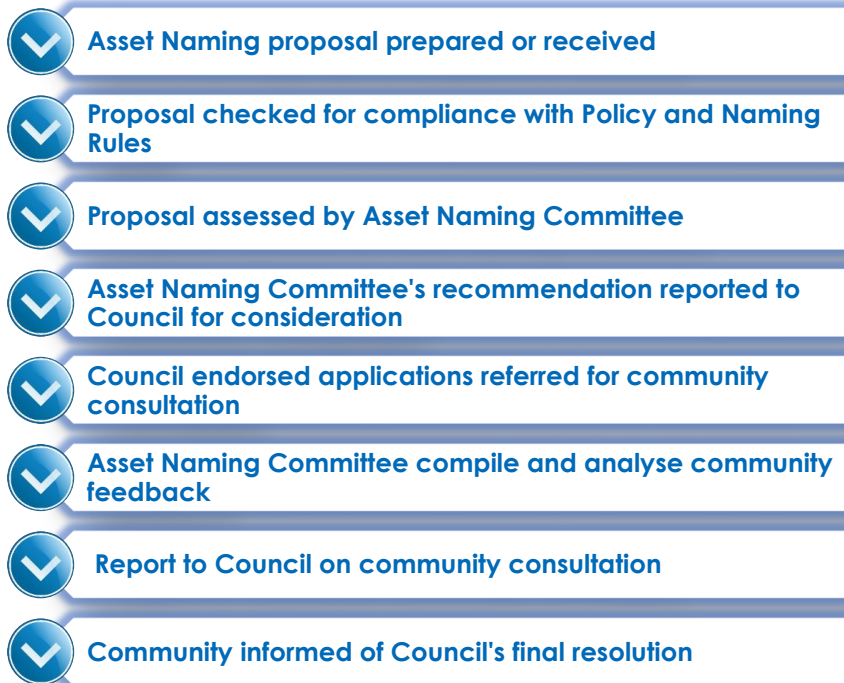 Asset Naming proposal prepared or received
Proposal checked for compliance with Policy and Naming
Rules
Proposal assessed by Asset Naming Committee
Asset Naming Committee's recommendation reported to
Council for consideration
Council endorsed applications referred for community
consultation
Asset Naming Committee compile and analyse community
feedback
Report to Council on community consultation
Community informed of Council's final resolution